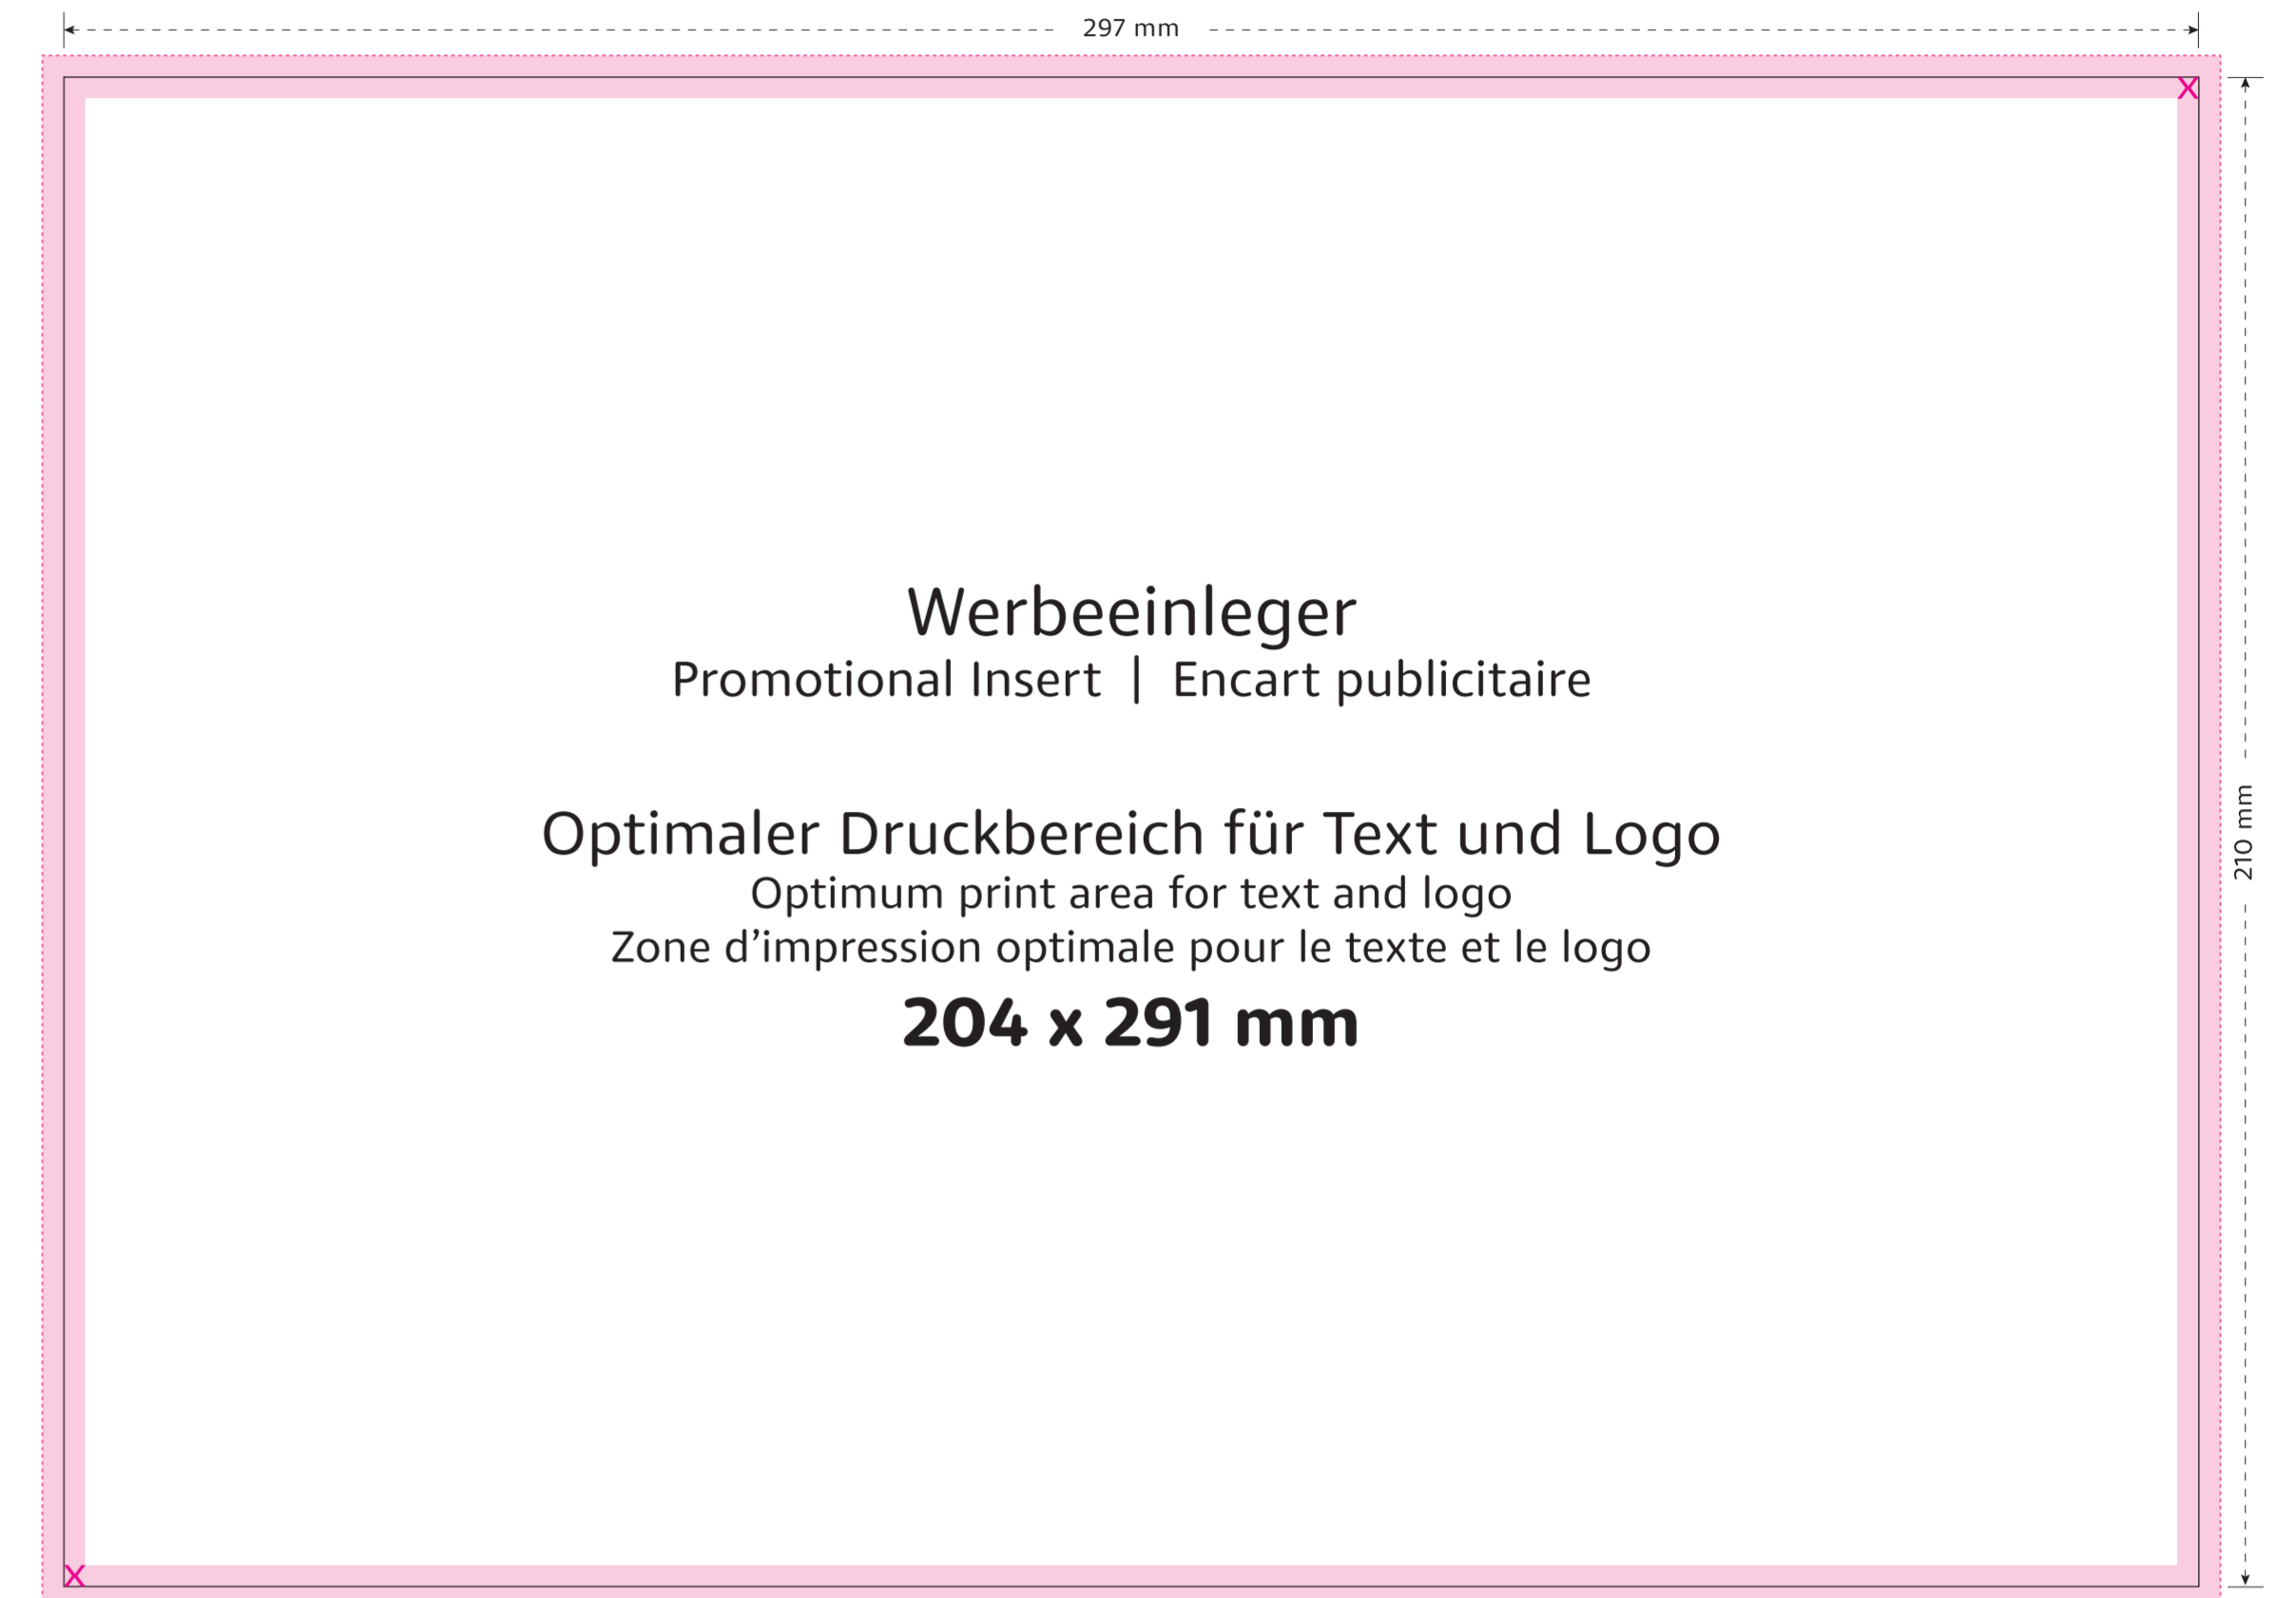 297 mm
X
Werbeeinleger
Promotional Insert | Encart publicitaire
Optimaler Druckbereich für Text und Logo
Optimum print area for text and logo
Zone d’impression optimale pour le texte et le logo
204 x 291 mm
210 mm
X